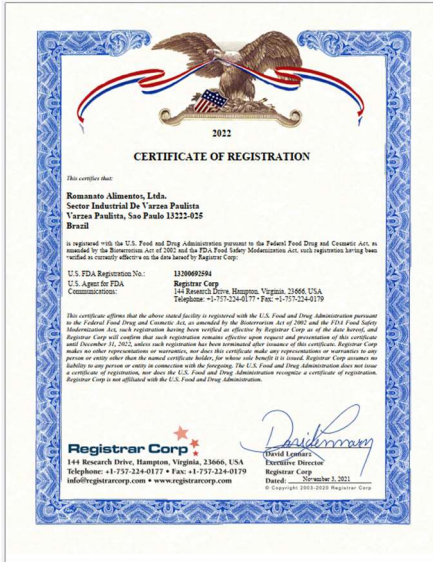 2022
CERTIFICATE OF REGISTRATION
This certifies that:
Romanato Alimentos, Ltda.
Sector Industrial De Varzea Paulista
Varzea Paulista, Sao Paulo 13222-025
Brazil
is registered with the U.S. Food and Drug Administration pursuant to the Federal Food Drug and Cosmetic Act, as
amended by the Bioterrorism Act of 2002 and the FDA Food Safety Modernization Act, such registration having been
verified as currently effective on the date hereof by Registrar Corp:
U.S. FDA Registration No.: 13200692594
U.S. Agent for FDA Registrar Corp
Communications: 144 Research Drive, Hampton, Virginia, 23666, USA
Telephone: +1-757-224-0177 • Fax: +1-757-224-0179
This certificate affirms that the above stated facility is registered with the U.S. Food and Drug Administration pursuant
to the Federal Food Drug and Cosmetic Act, as amended by the Bioterrorism Act of 2002 and the FDA Food Safety
Modernization Act, such registration having been verified as effective by Registrar Corp as of the date hereof, and
Registrar Corp will confirm that such registration remains effective upon request and presentation of this certificate
until December 31, 2022, unless such registration has been terminated after issuance of this certificate. Registrar Corp
makes no other representations or warranties, nor does this certificate make any representations or warranties to any
person or entity other than the named certificate holder, for whose sole benefit it is issued. Registrar Corp assumes no
liability to any person or entity in connection with the foregoing. The U.S. Food and Drug Administration does not issue
a certificate of registration, nor does the U.S. Food and Drug Administration recognize a certificate of registration.
Registrar Corp is not affiliated with the U.S. Food and Drug Administration.
Registrar Corp
144 Research Drive, Hampton, Virginia, 23666, USA
Telephone: +1-757-224-0177 • Fax: +1-757-224-0179
info@registrarcorp.com • www.registrarcorp.com
David Lennarz
Executive Director
Registrar Corp
Dated: November 3, 2021
© Copyright 2003-2020 Registrar Corp